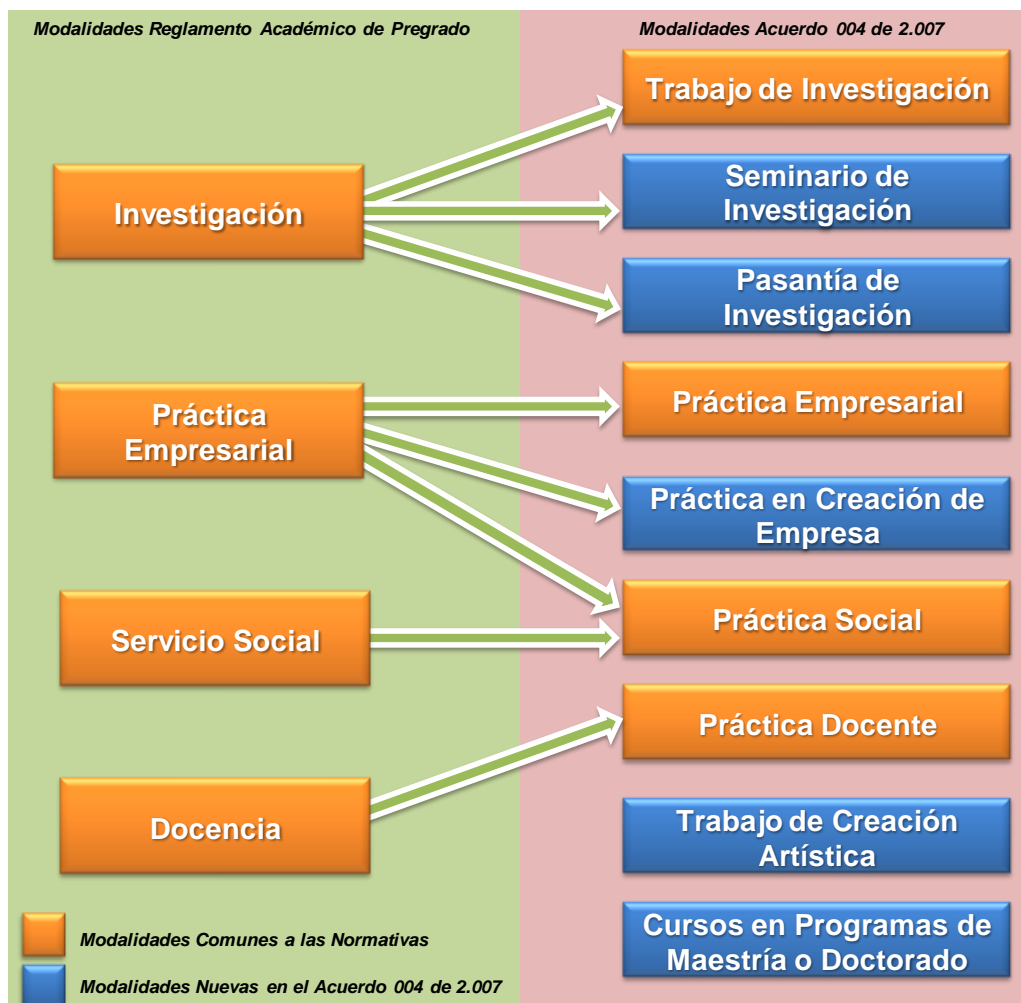 Modalidades Reglamento Académico de Pregrado
Investigación
Práctica
Empresarial
Servicio Social
Docencia
Modalidades Comunes a las Normativas
Modalidades Nuevas en el Acuerdo 004 de 2.007
Modalidades Acuerdo 004 de 2.007
Trabajo de Investigación
Seminario de
Investigación
Pasantía de
Investigación
Práctica Empresarial
Práctica en Creación de
Empresa
Práctica Social
Práctica Docente
Trabajo de Creación
Artística
Cursos en Programas de
Maestría o Doctorado